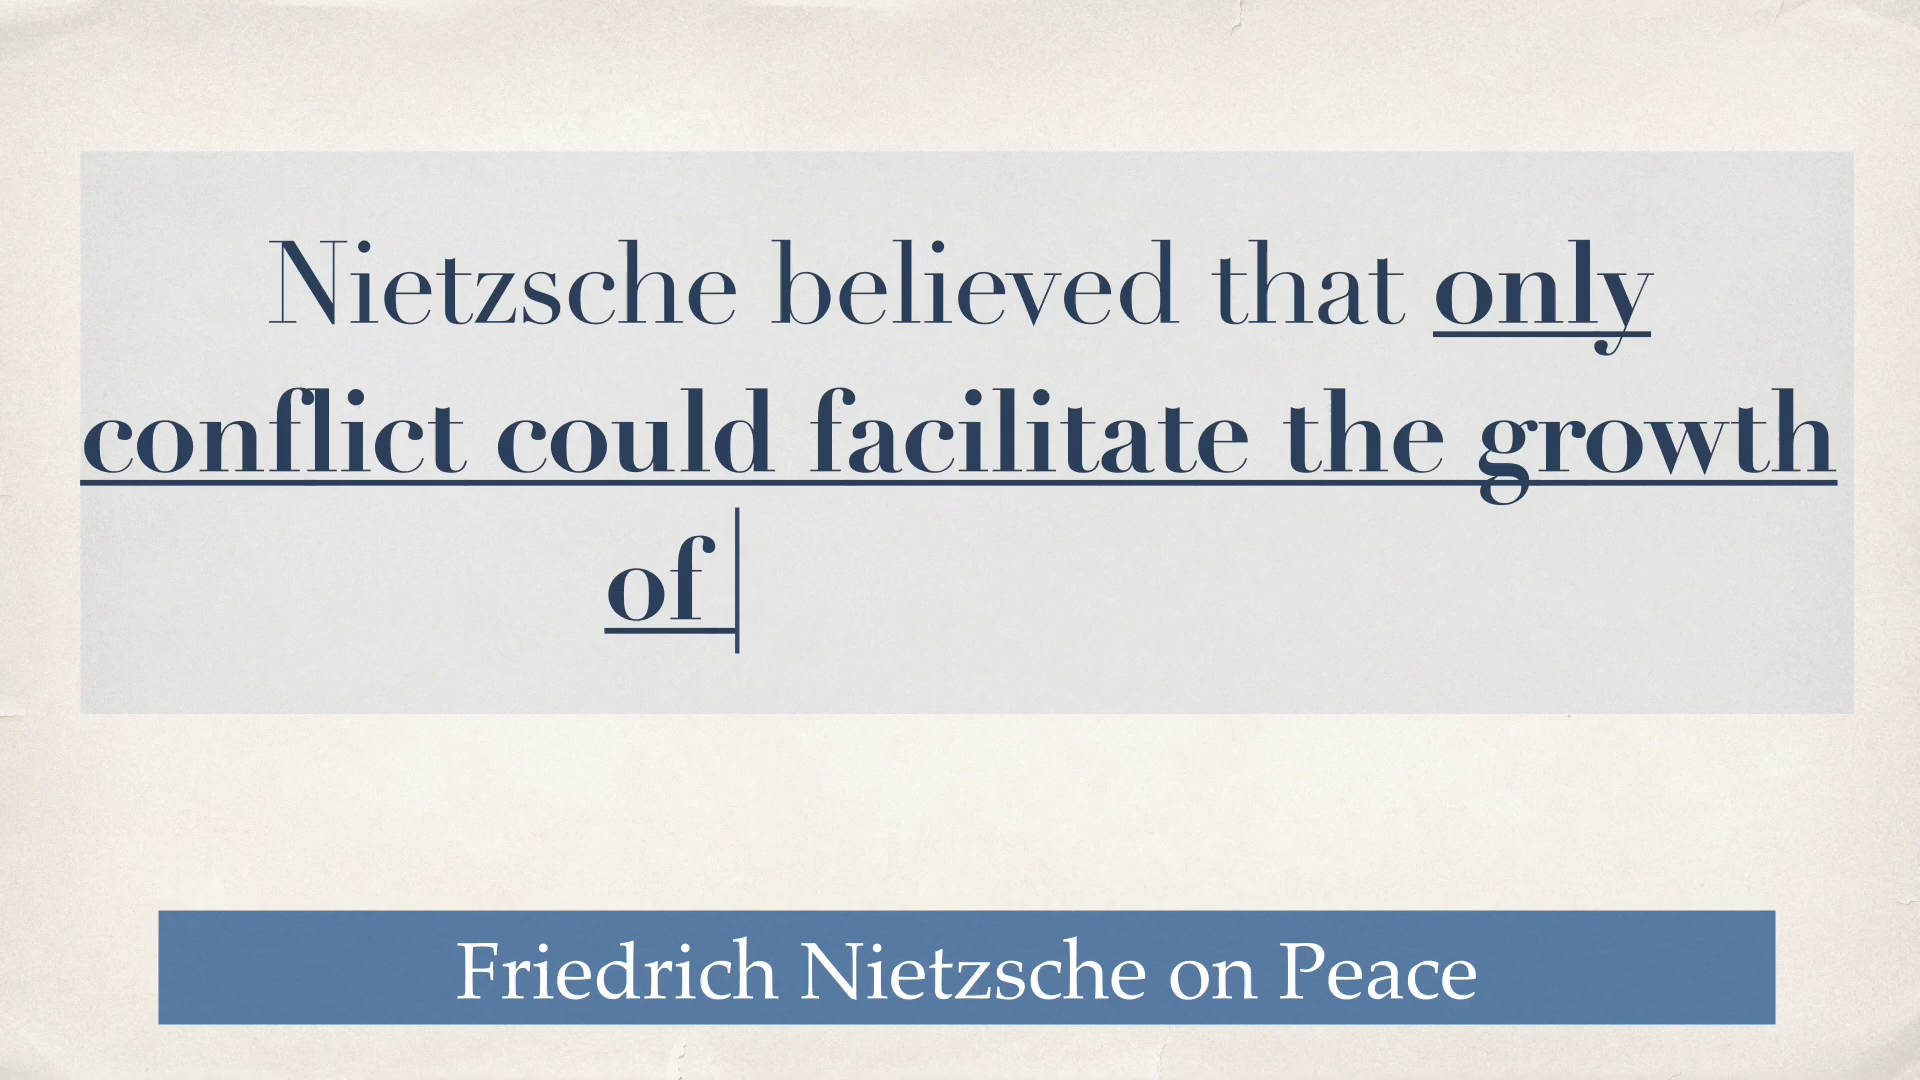 Nietzsche believed that only
conflict could facilitate the growth
of
Friedrich Nietzsche on Peace